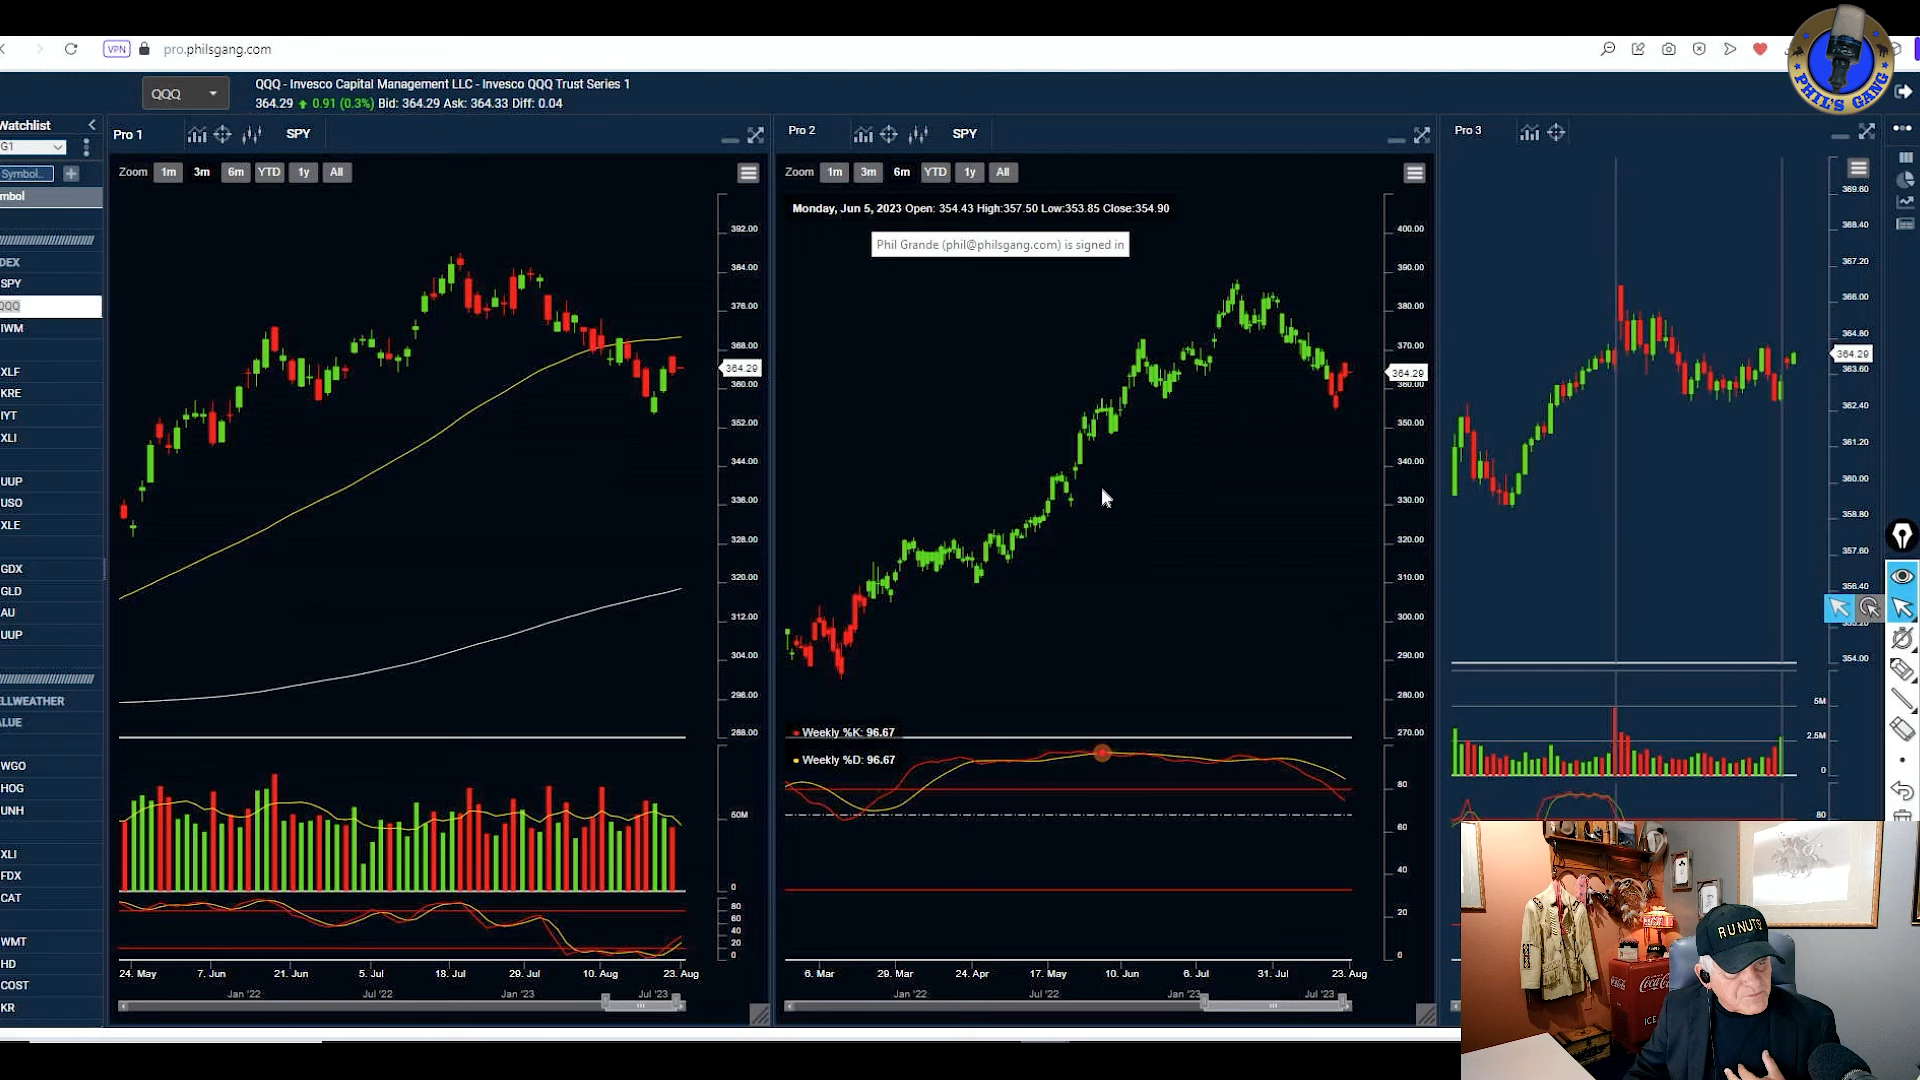 VPN
pro.philsgang.com
PHIL'S GANG
QQQ
QQQ - Invesco Capital Management LLC - Invesco QQQ Trust Series 1
364.29 0.91 (0.3%) Bid: 364.29 Ask: 364.33 Diff: 0.04
Watchlist
G1
Symbol..
mbol
DEX
SPY
QQQ
IWM
XLF
KRE
IYT
XLI
UUP
USO
XLE
GDX
GLD
AU
UUP
ELLWEATHER
ALUE
WGO
HOG
UNH
XLI
FDX
CAT
WMT
HD
COST
KR
Pro 1
SPY
Zoom 1m 3m 6m YTD 1y All
392.00
384.00
376.00
368.00
364.29
360.00
352.00
344.00
336.00
328.00
320.00
312.00
304.00
296.00
288.00
50M
0
80
60
40
20
0
24. May 7. Jun 21. Jun 5. Jul 18. Jul 29. Jul 10. Aug 23. Aug
Jan '22 Jul '22 Jan '23 Jul '23
Pro 2
SPY
Zoom 1m 3m 6m YTD 1y All
Monday, Jun 5, 2023 Open: 354.43 High:357.50 Low:353.85 Close:354.90
Phil Grande (phil@philsgang.com) is signed in
400.00
390.00
380.00
370.00
364.29
360.00
350.00
340.00
330.00
320.00
310.00
300.00
290.00
280.00
270.00
Weekly %K: 96.67
Weekly %D: 96.67
80
60
40
20
0
6. Mar 29. Mar 24. Apr 17. May 10. Jun 6. Jul 31. Jul 23. Aug
Jan '22 Jul '22 Jan '23 Jul '23
Pro 3
369.60
368.40
367.20
366.00
364.80
364.29
363.60
362.40
361.20
360.00
358.80
357.60
356.40
355.20
354.00
5M
2.5M
0
80
R U NUTS!
Coca-Cola
ICE